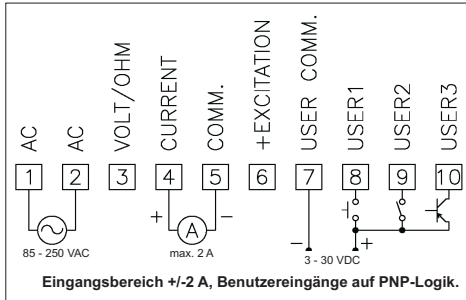 AC
AC
VOLT/OHM
CURRENT
COMM.
+EXCITATION
USER COMM.
USER1
USER2
USER3
1 2 3 4 5 6 7 8 9 10
+ A –
– +
85 - 250 VAC
max. 2 A
3 - 30 VDC
Eingangsbereich +/-2 A, Benutzereingänge auf PNP-Logik.